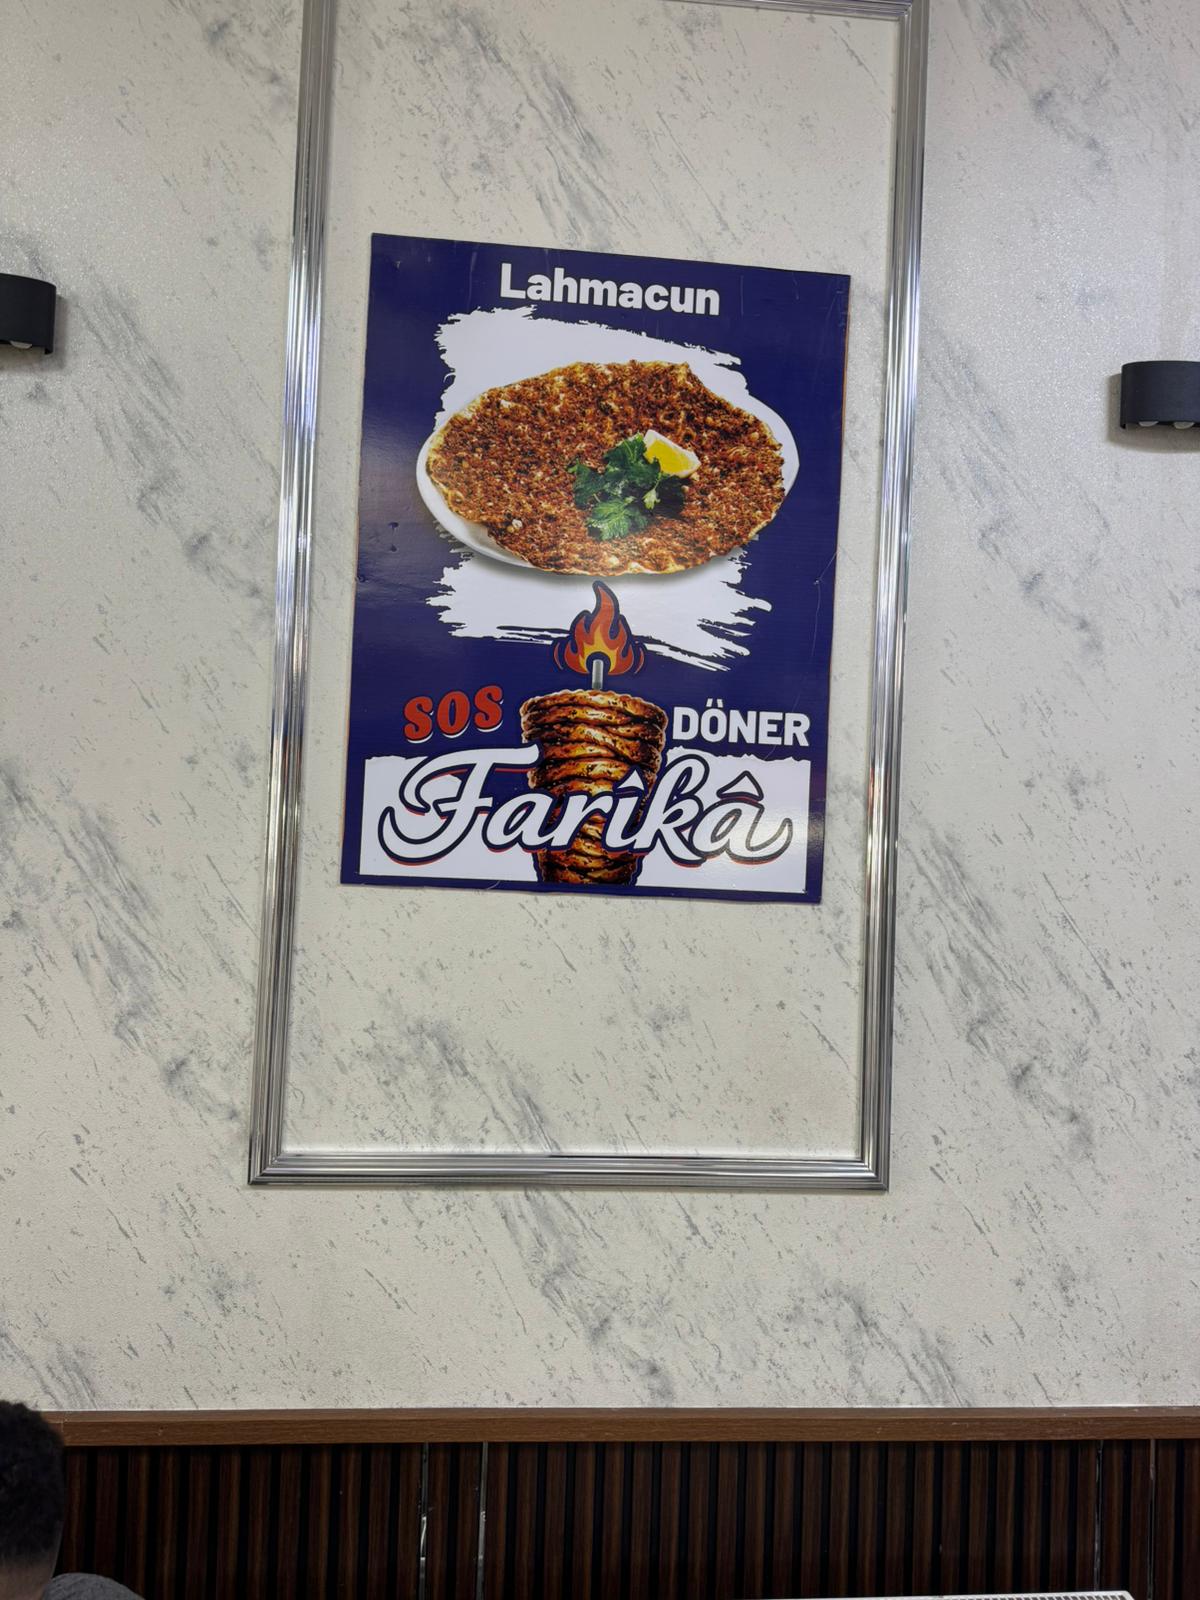 Lahmacun
SOS DÖNER
Farîkâ